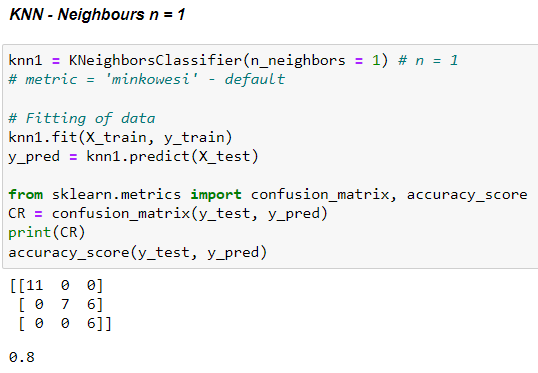 KNN - Neighbours n = 1
knn1 = KNeighborsClassifier(n_neighbors = 1) # n = 1
# metric = 'minkowesi' - default
# Fitting of data
knn1.fit(X_train, y_train)
y_pred = knn1.predict(X_test)
from sklearn.metrics import confusion_matrix, accuracy_score
CR = confusion_matrix(y_test, y_pred)
print(CR)
accuracy_score(y_test, y_pred)
[[11  0  0]
 [ 0  7  6]
 [ 0  0  6]]
0.8